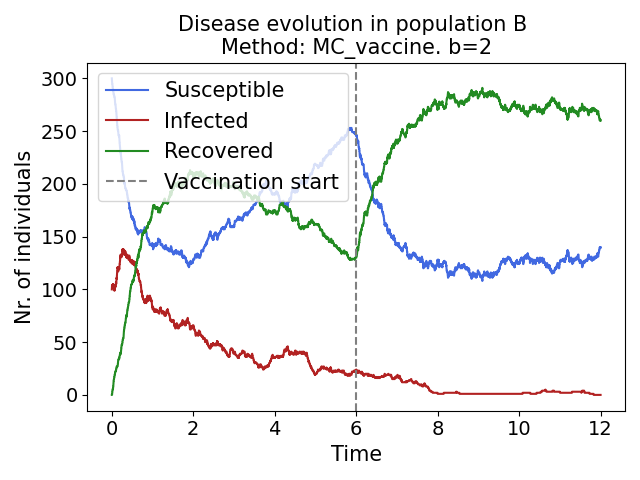 Disease evolution in population B
Method: MC_vaccine. b=2
Nr. of individuals
300
250
200
150
100
50
0
Susceptible
Infected
Recovered
Vaccination start
0 2 4 6 8 10 12
Time